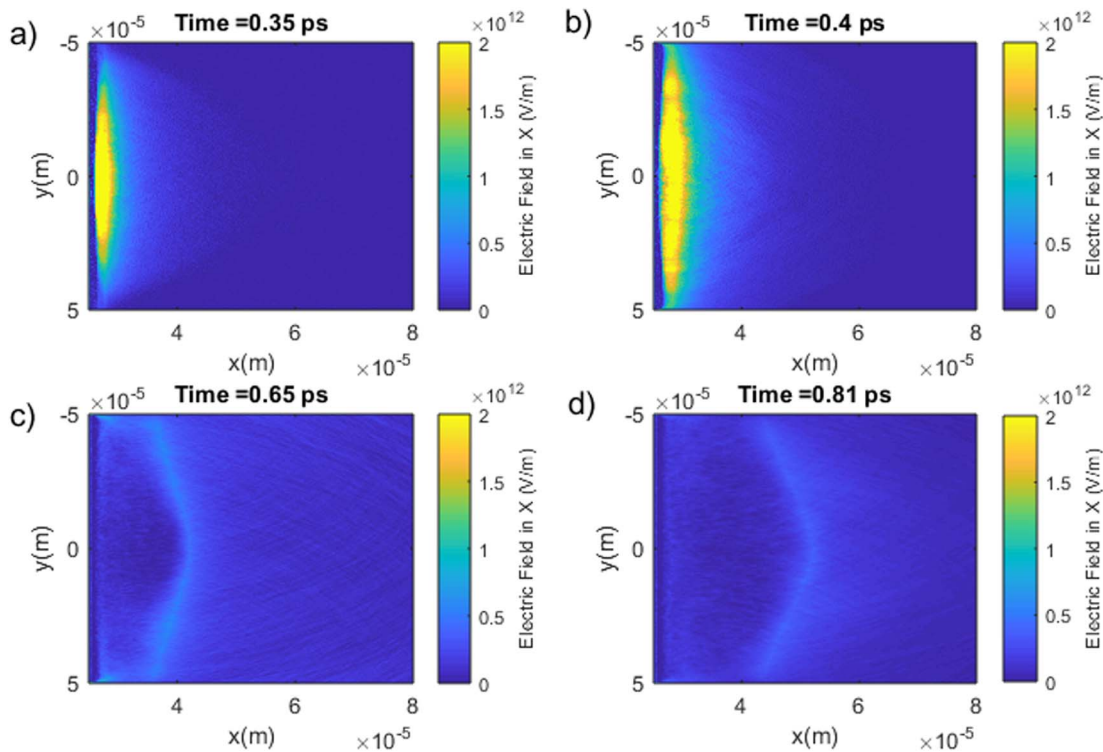 a)
×10⁻⁵
Time =0.35 ps
×10¹²
-5
0
5
y(m)
4
6
8
x(m)
×10⁻⁵
2
1.5
1
0.5
0
Electric Field in X (V/m)
b)
×10⁻⁵
Time =0.4 ps
×10¹²
-5
0
5
y(m)
4
6
8
x(m)
×10⁻⁵
2
1.5
1
0.5
0
Electric Field in X (V/m)
c)
×10⁻⁵
Time =0.65 ps
×10¹²
-5
0
5
y(m)
4
6
8
x(m)
×10⁻⁵
2
1.5
1
0.5
0
Electric Field in X (V/m)
d)
×10⁻⁵
Time =0.81 ps
×10¹²
-5
0
5
y(m)
4
6
8
x(m)
×10⁻⁵
2
1.5
1
0.5
0
Electric Field in X (V/m)